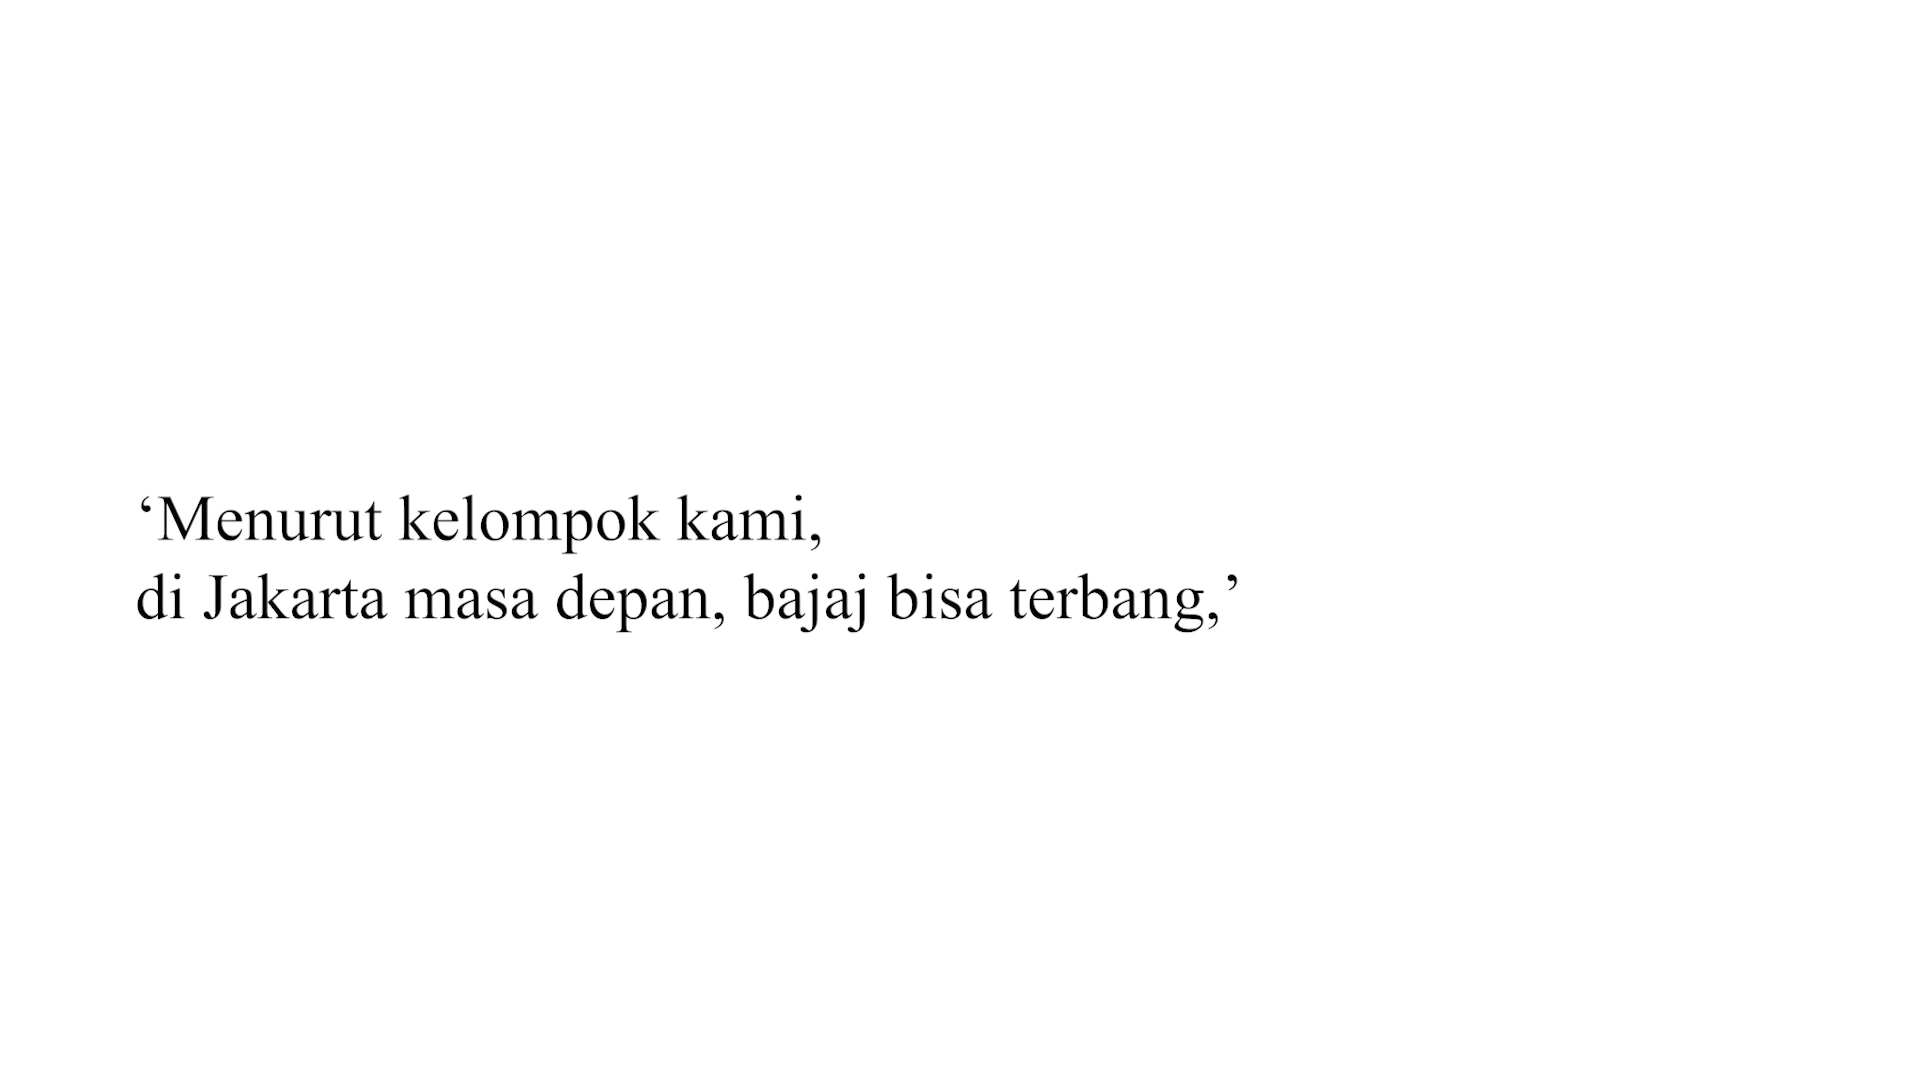 ‘Menurut kelompok kami,
di Jakarta masa depan, bajaj bisa terbang,’